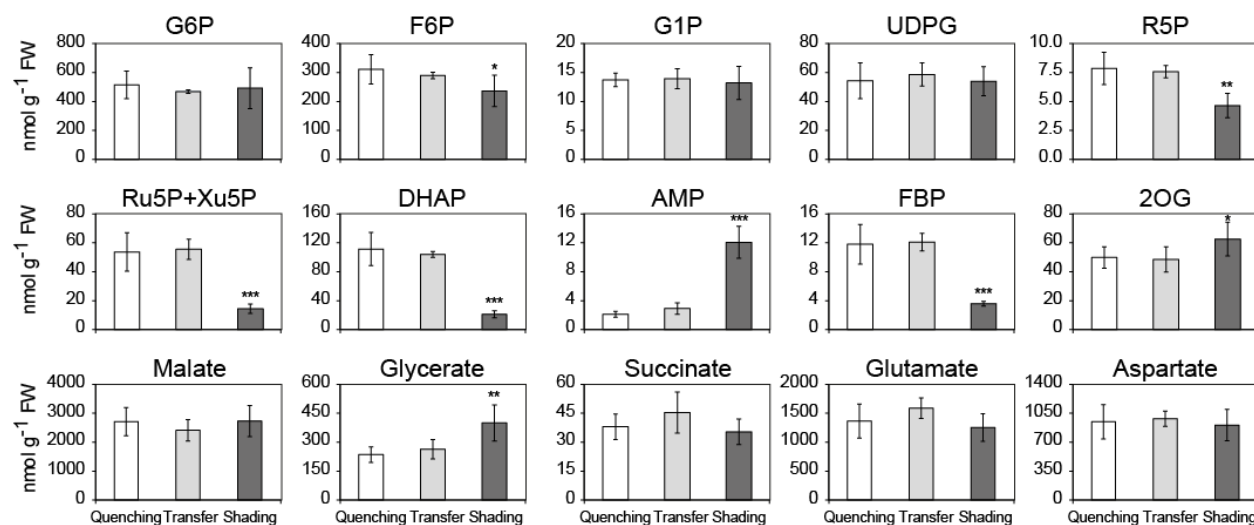 G6P F6P G1P UDPG R5P
nmol g⁻¹ FW
800 400 20 80 10.0
600 300 15 60 7.5
400 200 10 40 5.0
200 100 5 20 2.5
0 0 0 0 0.0
* **
Ru5P+Xu5P DHAP AMP FBP 2OG
nmol g⁻¹ FW
80 160 16 16 80
60 120 12 12 60
40 80 8 8 40
20 40 4 4 20
0 0 0 0 0
*** *** *** *** *
Malate Glycerate Succinate Glutamate Aspartate
nmol g⁻¹ FW
4000 600 60 2000 1400
3000 450 45 1500 1050
2000 300 30 1000 700
1000 150 15 500 350
0 0 0 0 0
**
Quenching Transfer Shading Quenching Transfer Shading Quenching Transfer Shading Quenching Transfer Shading Quenching Transfer Shading